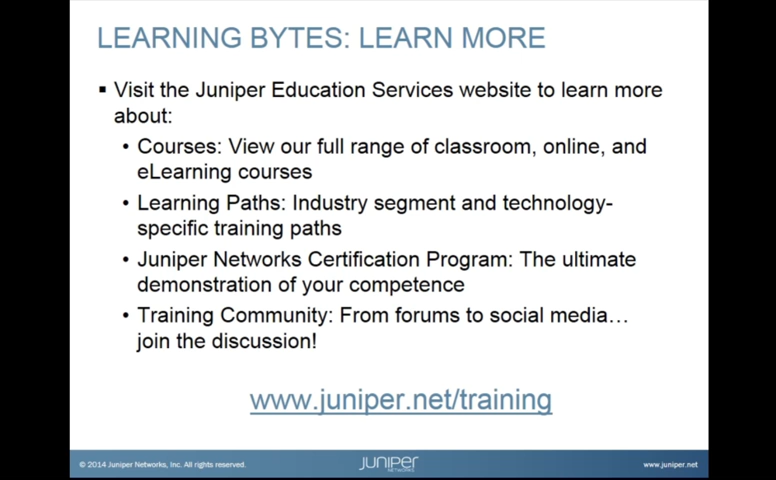 LEARNING BYTES: LEARN MORE
▪ Visit the Juniper Education Services website to learn more
about:
• Courses: View our full range of classroom, online, and
eLearning courses
• Learning Paths: Industry segment and technology-
specific training paths
• Juniper Networks Certification Program: The ultimate
demonstration of your competence
• Training Community: From forums to social media…
join the discussion!
www.juniper.net/training
© 2014 Juniper Networks, Inc. All rights reserved.
JUNIPER
NETWORKS
www.juniper.net